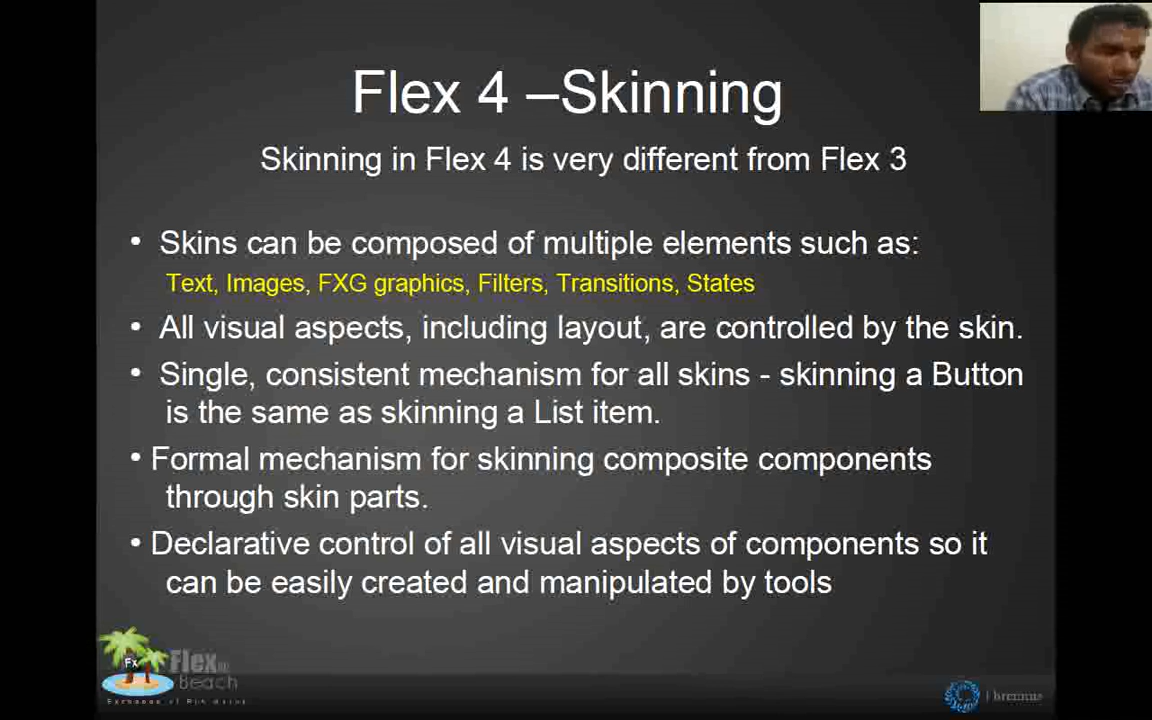 Flex 4 –Skinning
Skinning in Flex 4 is very different from Flex 3
• Skins can be composed of multiple elements such as:
Text, Images, FXG graphics, Filters, Transitions, States
• All visual aspects, including layout, are controlled by the skin.
• Single, consistent mechanism for all skins - skinning a Button
is the same as skinning a List item.
• Formal mechanism for skinning composite components
through skin parts.
• Declarative control of all visual aspects of components so it
can be easily created and manipulated by tools
Fx
Flex
Beach